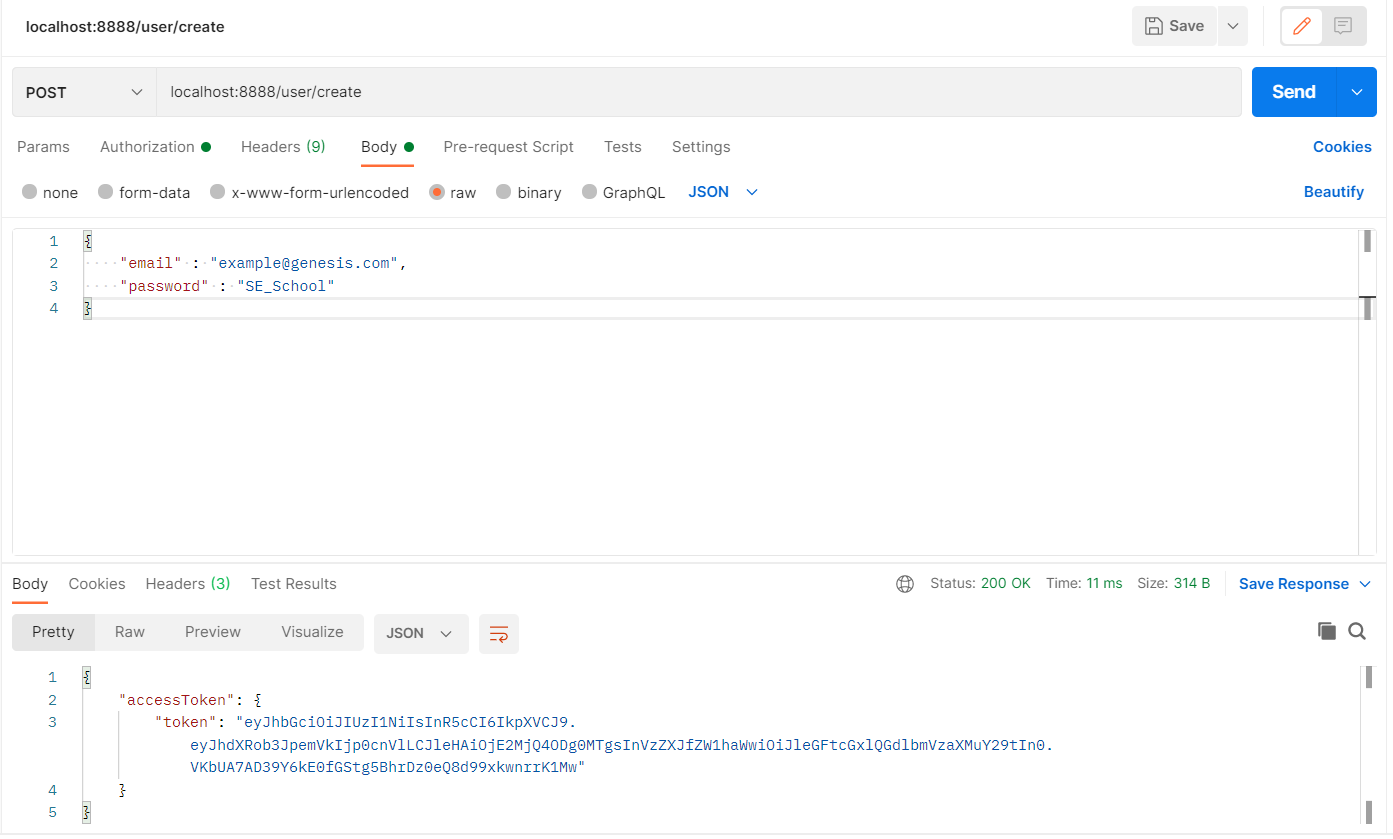 localhost:8888/user/create
Save
POST
localhost:8888/user/create
Send
Params Authorization Headers (9) Body Pre-request Script Tests Settings Cookies
none form-data x-www-form-urlencoded raw binary GraphQL JSON Beautify
1 {
2 "email" : "example@genesis.com",
3 "password" : "SE_School"
4 }
Body Cookies Headers (3) Test Results Status: 200 OK Time: 11 ms Size: 314 B Save Response
Pretty Raw Preview Visualize JSON
1 {
2 "accessToken": {
3 "token": "eyJhbGciOiJIUzI1NiIsInR5cCI6IkpXVCJ9.
eyJhdXRob3JpemVkIjp0cnVlLCJleHAiOjE2MjQ4ODg0MTgsInVzZXJfZW1haWwiOiJleGFtcGxlQGdlbmVzaXMuY29tIn0.
VKbUA7AD39Y6kE0fGStg5BhrDz0eQ8d99xkwnrrK1Mw"
4 }
5 }